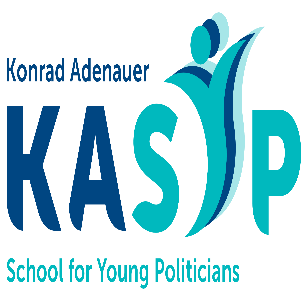 Konrad Adenauer
KASYP
School for Young Politicians